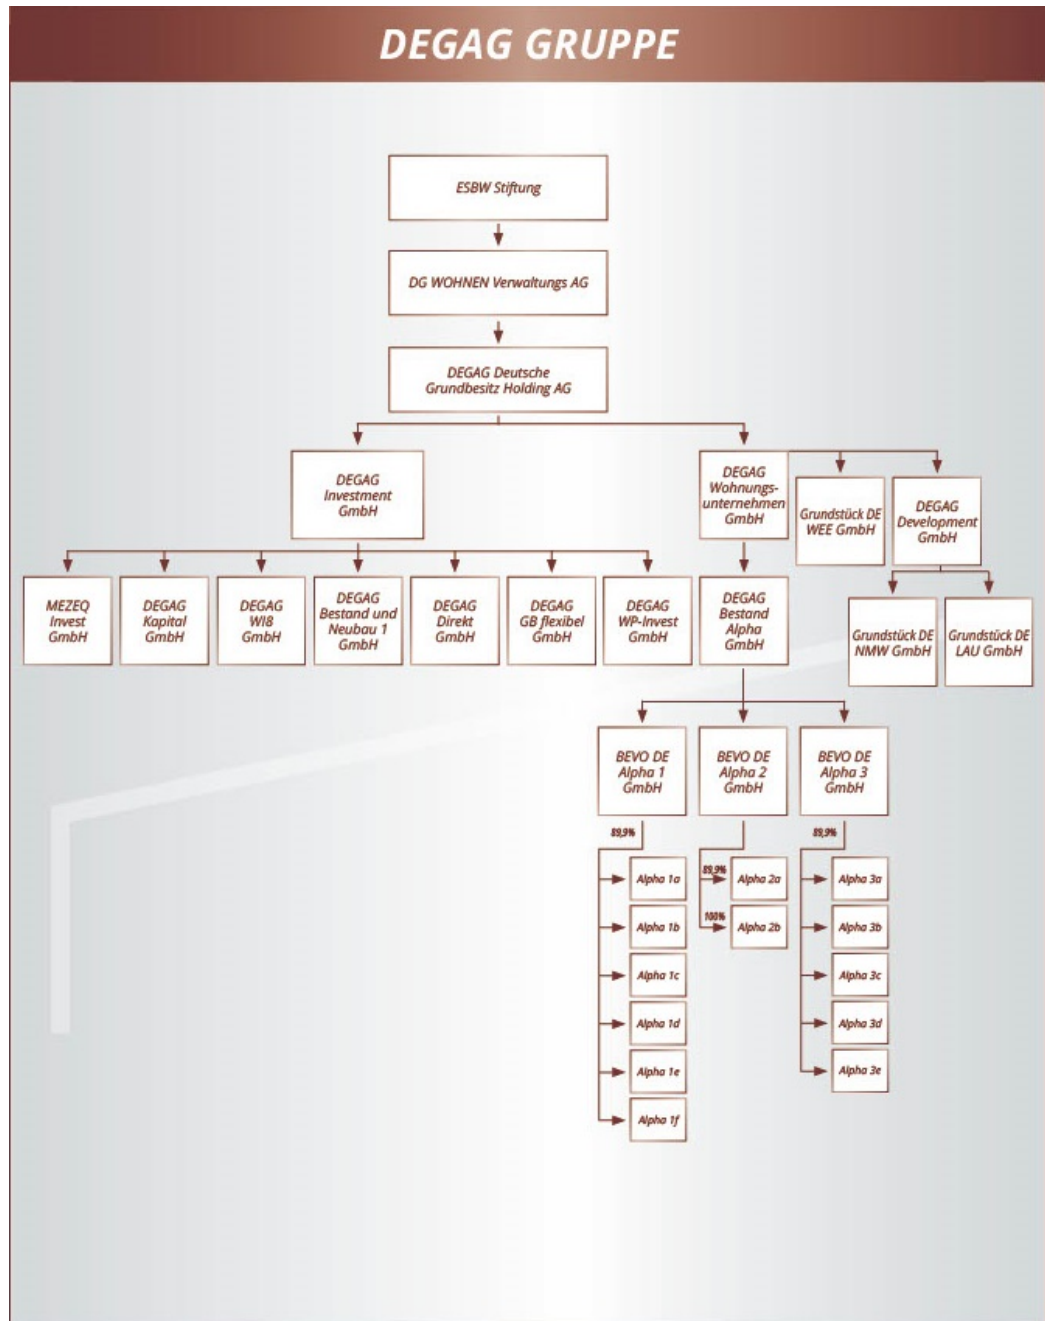 DEGAG GRUPPE
ESBW Stiftung
DG WOHNEN Verwaltungs AG
DEGAG Deutsche
Grundbesitz Holding AG
DEGAG
Investment
GmbH
DEGAG
Wohnungs-
unternehmen
GmbH
Grundstück DE
WEE GmbH
DEGAG
Development
GmbH
MEZEQ
Invest
GmbH
DEGAG
Kapital
GmbH
DEGAG
WI8
GmbH
DEGAG
Bestand und
Neubau 1
GmbH
DEGAG
Direkt
GmbH
DEGAG
GB flexibel
GmbH
DEGAG
WP-Invest
GmbH
DEGAG
Bestand
Alpha
GmbH
Grundstück DE
NMW GmbH
Grundstück DE
LAU GmbH
BEVO DE
Alpha 1
GmbH
BEVO DE
Alpha 2
GmbH
BEVO DE
Alpha 3
GmbH
89,9%
Alpha 1a
Alpha 1b
Alpha 1c
Alpha 1d
Alpha 1e
Alpha 1f
89,9%
Alpha 2a
100%
Alpha 2b
89,9%
Alpha 3a
Alpha 3b
Alpha 3c
Alpha 3d
Alpha 3e